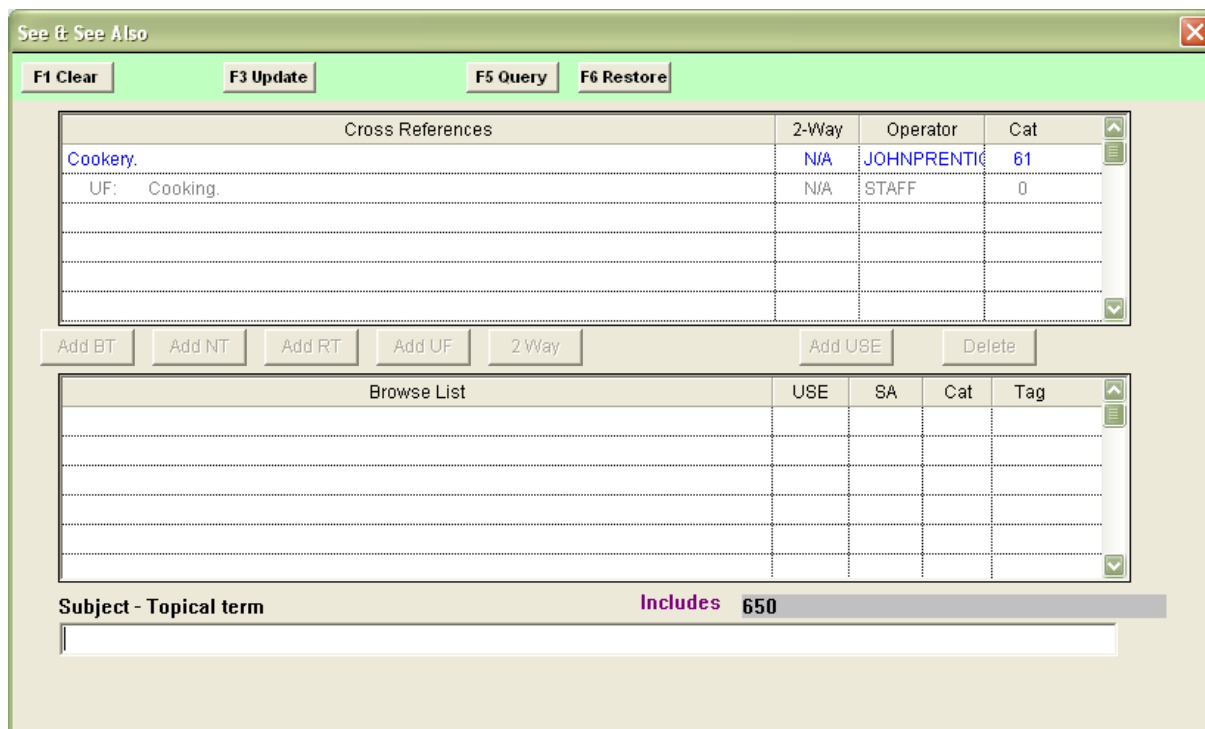 See & See Also
F1 Clear F3 Update F5 Query F6 Restore
Cross References 2-Way Operator Cat
Cookery. N/A JOHNPRENTIC 61
UF: Cooking. N/A STAFF 0
Add BT Add NT Add RT Add UF 2 Way Add USE Delete
Browse List USE SA Cat Tag
Subject - Topical term Includes 650